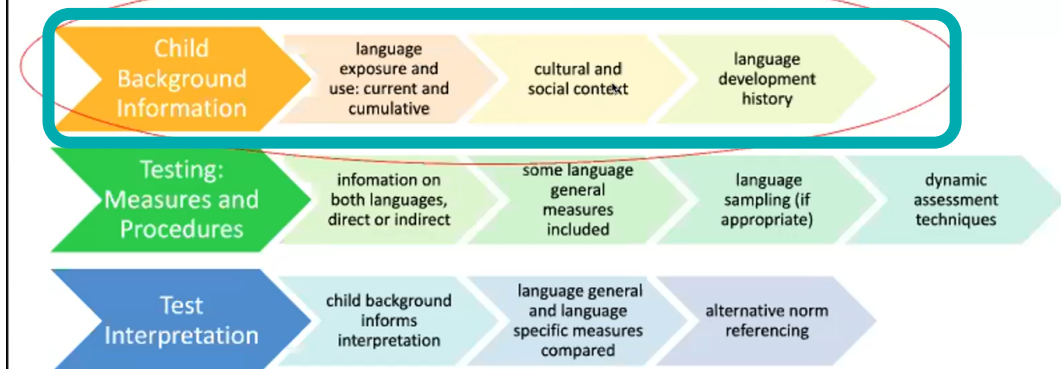 Child
Background
Information
language
exposure and
use: current and
cumulative
cultural and
social context
language
development
history
Testing:
Measures and
Procedures
infomation on
both languages,
direct or indirect
some language
general
measures
included
language
sampling (if
appropriate)
dynamic
assessment
techniques
Test
Interpretation
child background
informs
interpretation
language general
and language
specific measures
compared
alternative norm
referencing